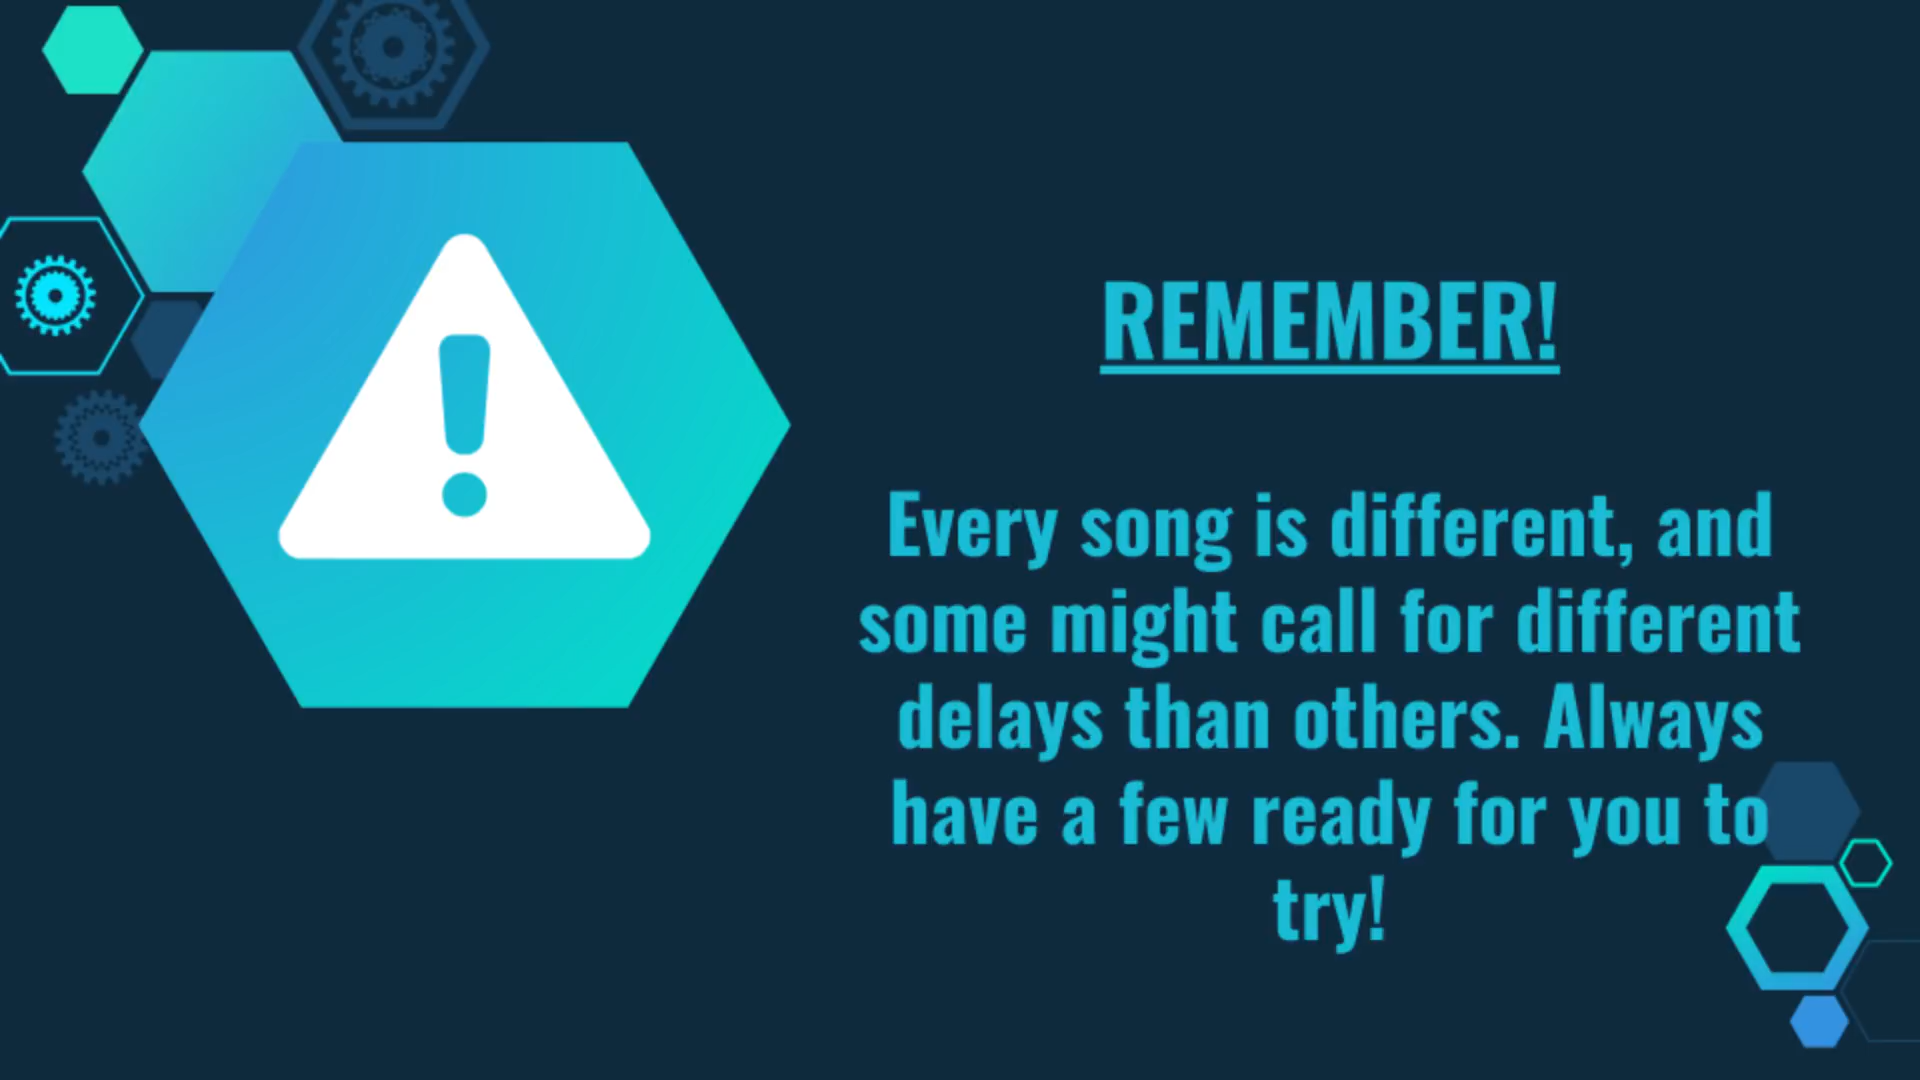 REMEMBER!
Every song is different, and
some might call for different
delays than others. Always
have a few ready for you to
try!